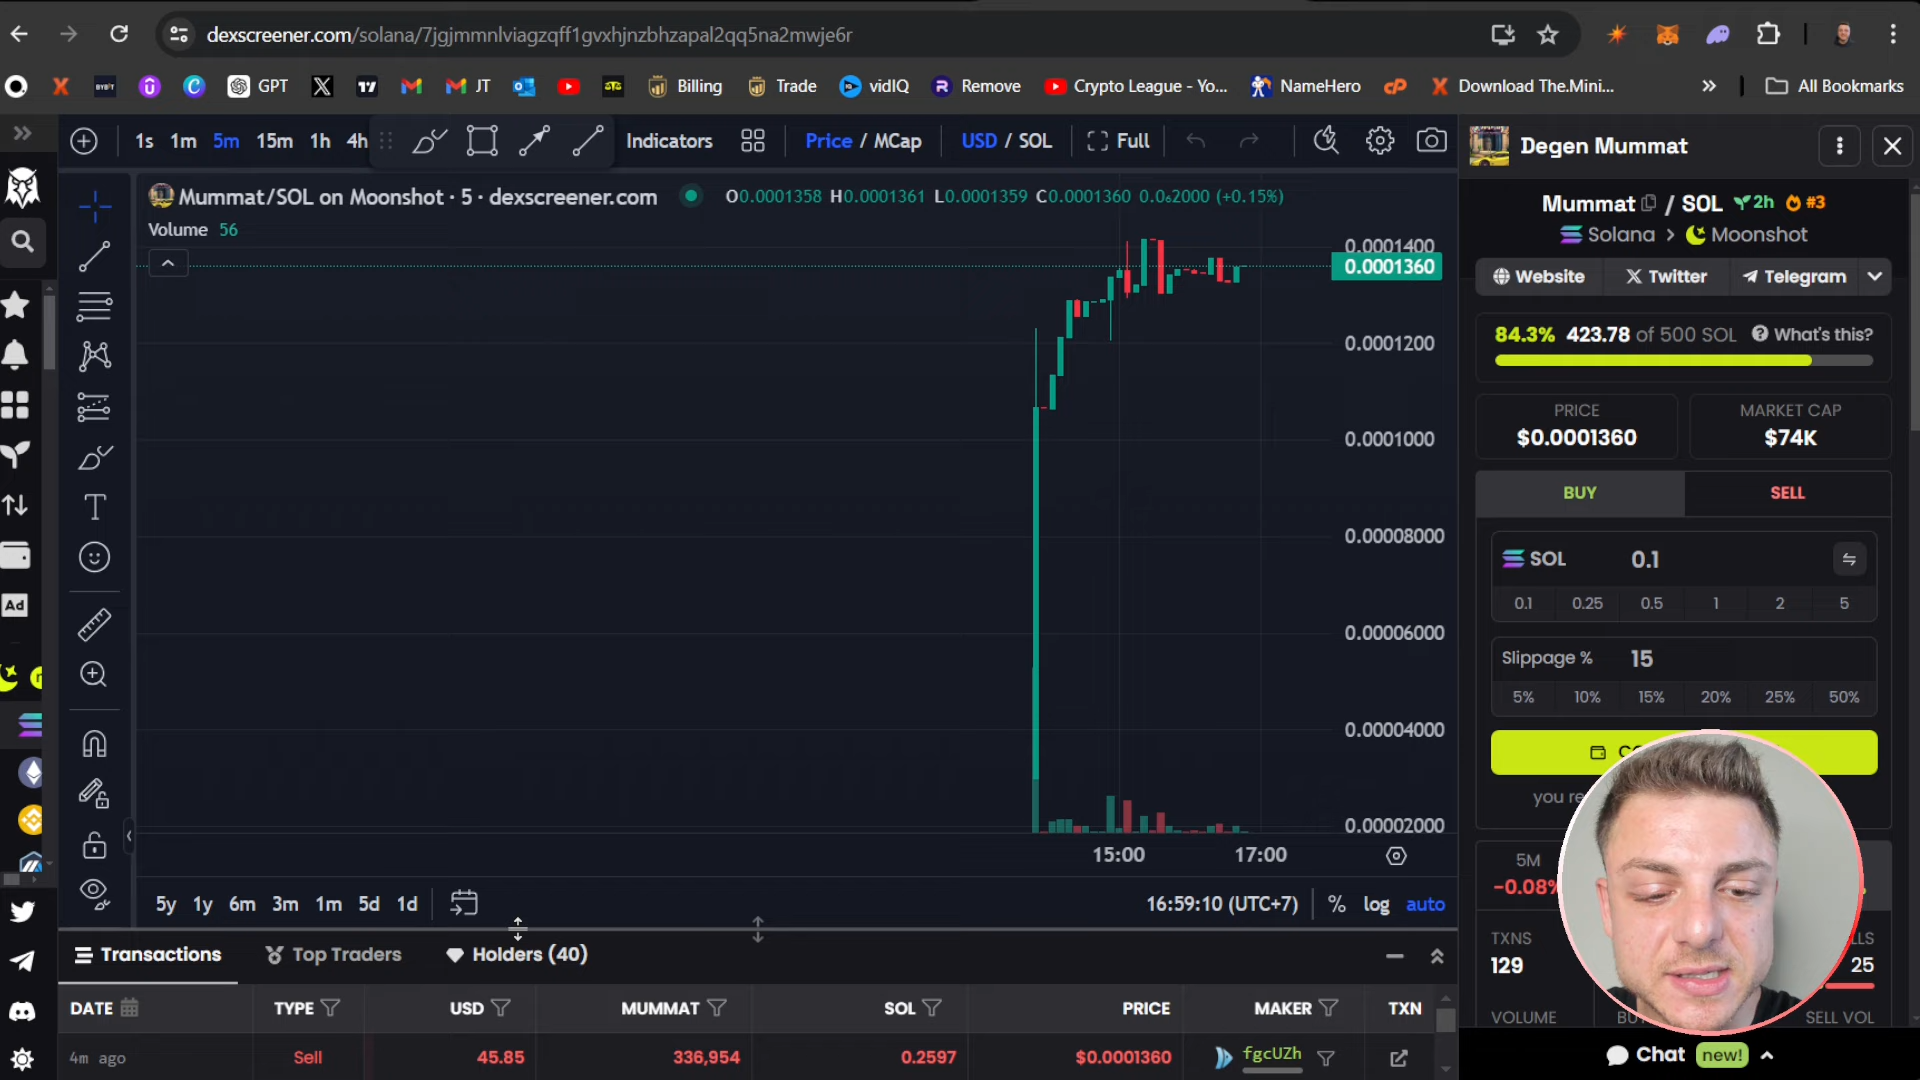 dexscreener.com/solana/7jgjmmnlviagzqff1gvxhjnzbhzapal2qq5na2mwje6r
BYBIT
GPT
JT
Billing
Trade
vidIQ
Remove
Crypto League - Yo...
NameHero
Download The.Mini...
All Bookmarks
1s 1m 5m 15m 1h 4h
Indicators
Price / MCap
USD / SOL
Full
Degen Mummat
Mummat/SOL on Moonshot · 5 · dexscreener.com
O0.0001358 H0.0001361 L0.0001359 C0.0001360 0.0₆2000 (+0.15%)
Volume 56
0.0001400
0.0001360
0.0001200
0.0001000
0.00008000
0.00006000
0.00004000
0.00002000
15:00 17:00
Ad
5y 1y 6m 3m 1m 5d 1d
16:59:10 (UTC+7)
% log auto
Transactions
Top Traders
Holders (40)
DATE TYPE USD MUMMAT SOL PRICE MAKER TXN
4m ago Sell 45.85 336,954 0.2597 $0.0001360 fgcUZh
Mummat / SOL 2h #3
Solana > Moonshot
Website Twitter Telegram
84.3% 423.78 of 500 SOL What's this?
PRICE
$0.0001360
MARKET CAP
$74K
BUY SELL
SOL 0.1
0.1 0.25 0.5 1 2 5
Slippage % 15
5% 10% 15% 20% 25% 50%
you re
5M
-0.08%
TXNS
129
25
VOLUME
SELL VOL
Chat new!